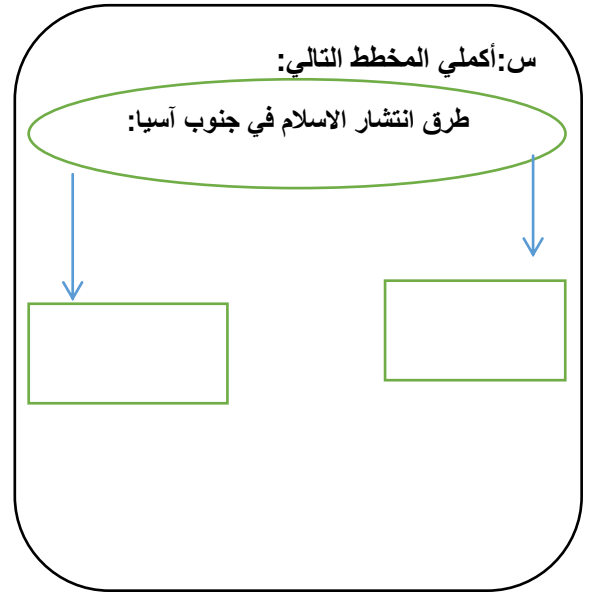 س:أكملي المخطط التالي:
طرق انتشار الاسلام في جنوب آسيا: